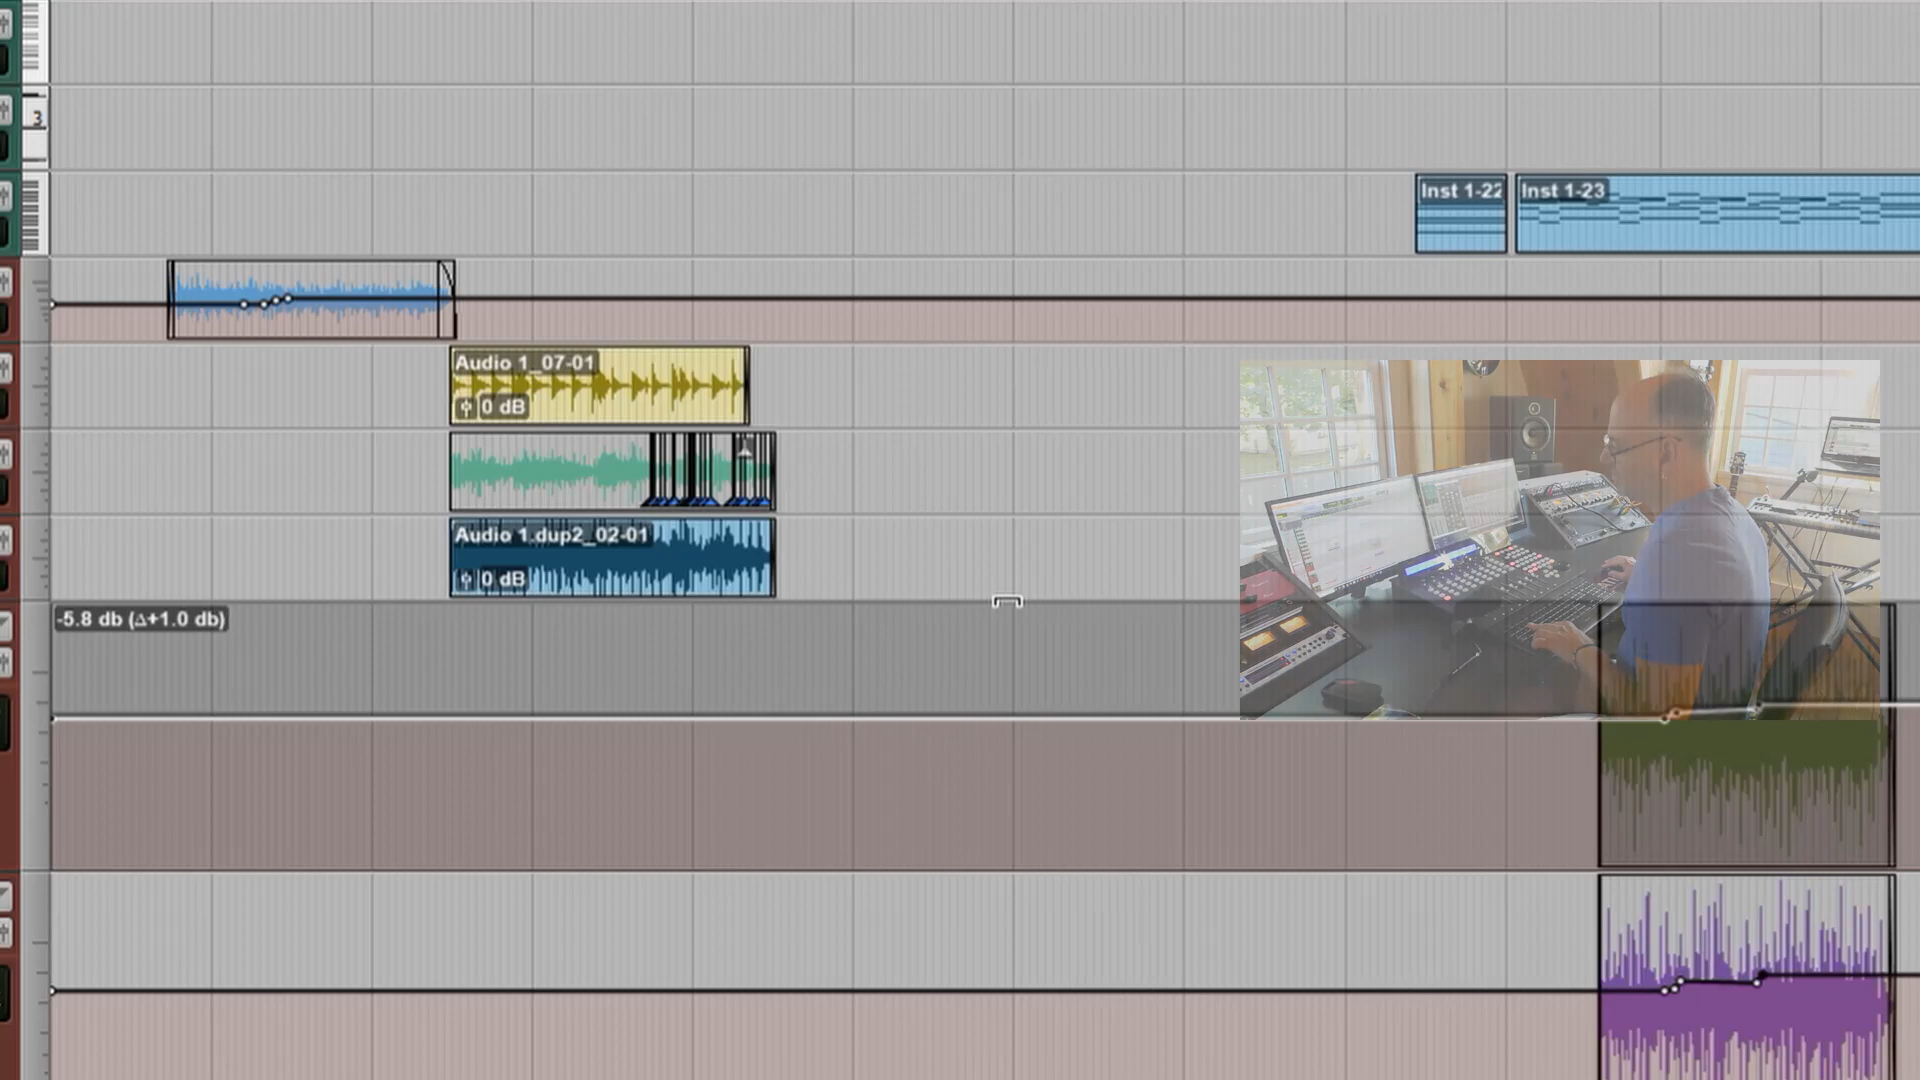 3
Inst 1-22
Inst 1-23
Audio 1_07-01
0 dB
Audio 1.dup2_02-01
0 dB
-5.8 db (Δ+1.0 db)